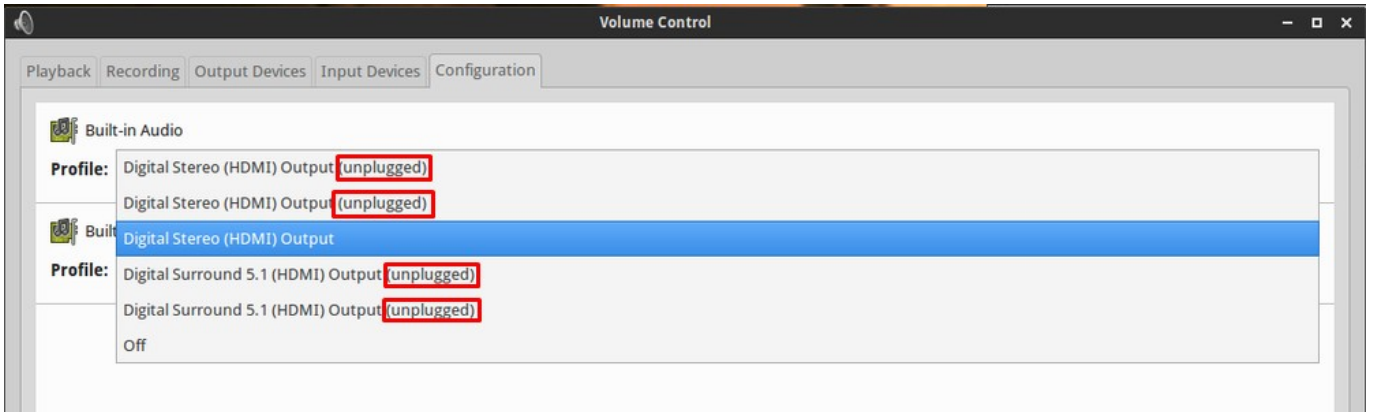 Volume Control
Playback Recording Output Devices Input Devices Configuration
Built-in Audio
Profile: Digital Stereo (HDMI) Output (unplugged)
Digital Stereo (HDMI) Output (unplugged)
Built
Digital Stereo (HDMI) Output
Profile: Digital Surround 5.1 (HDMI) Output (unplugged)
Digital Surround 5.1 (HDMI) Output (unplugged)
Off